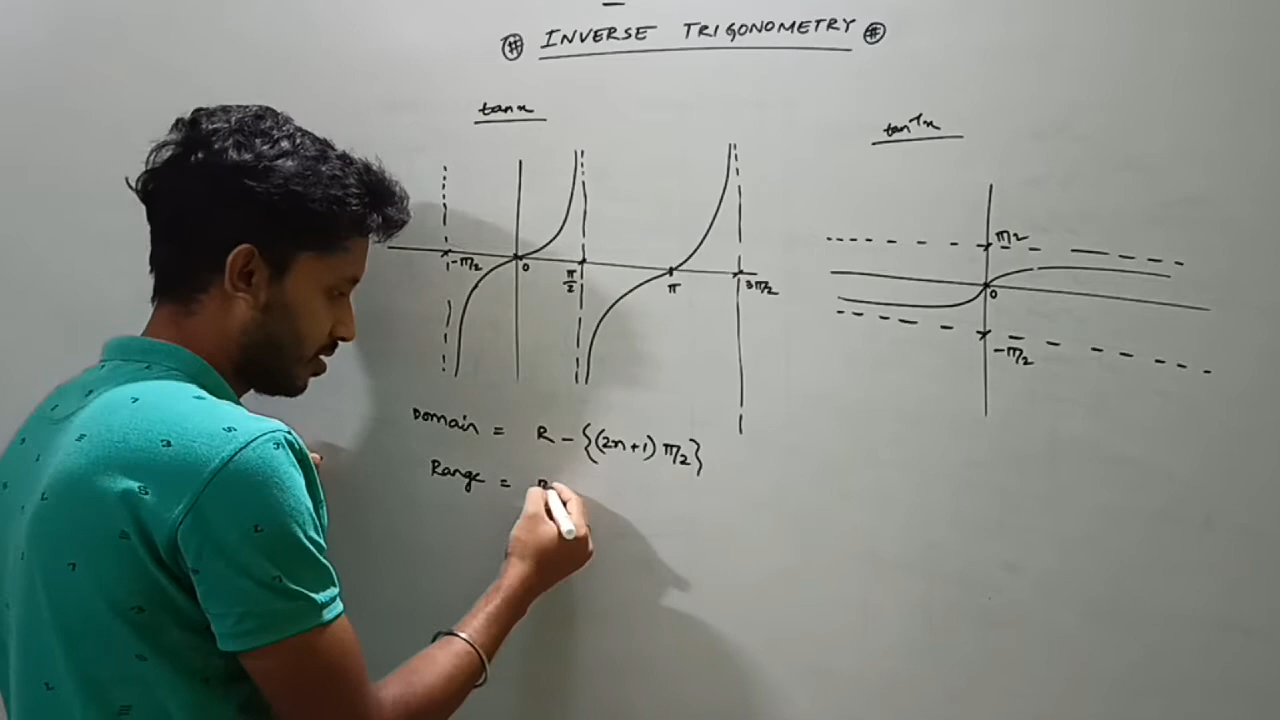 # INVERSE TRIGONOMETRY #
tan x
tan⁻¹x
-π/2
0
π/2
π
3π/2
π/2
0
-π/2
Domain = R - {(2n+1) π/2}
Range = R